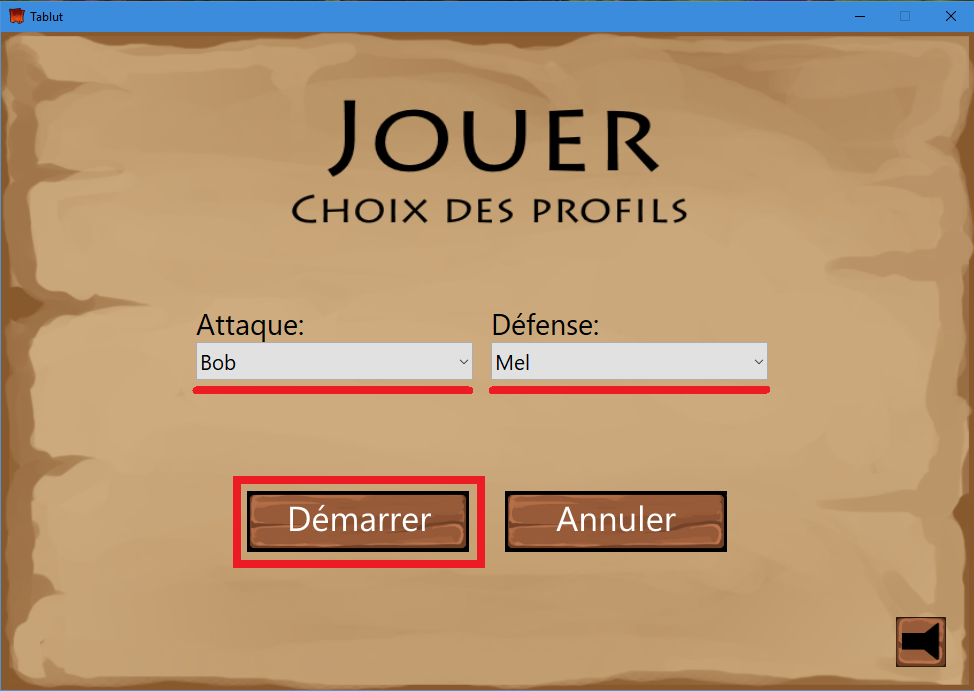 Tablut
JOUER
CHOIX DES PROFILS
Attaque: Défense:
Bob Mel
Démarrer Annuler